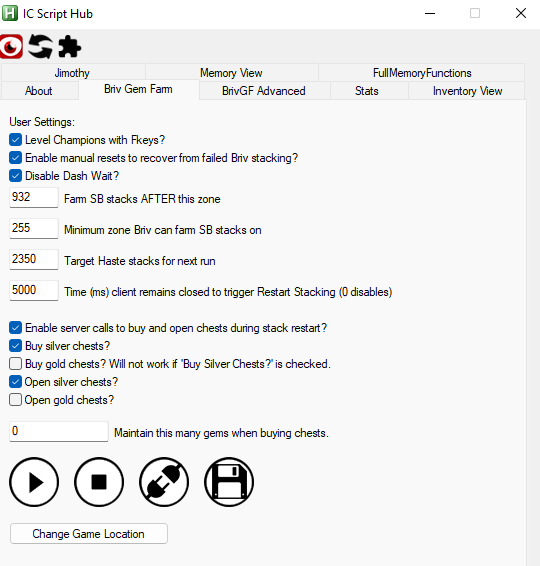 IC Script Hub
Jimothy Memory View FullMemoryFunctions
About Briv Gem Farm BrivGF Advanced Stats Inventory View
User Settings:
Level Champions with Fkeys?
Enable manual resets to recover from failed Briv stacking?
Disable Dash Wait?
932 Farm SB stacks AFTER this zone
255 Minimum zone Briv can farm SB stacks on
2350 Target Haste stacks for next run
5000 Time (ms) client remains closed to trigger Restart Stacking (0 disables)
Enable server calls to buy and open chests during stack restart?
Buy silver chests?
Buy gold chests? Will not work if 'Buy Silver Chests?' is checked.
Open silver chests?
Open gold chests?
0 Maintain this many gems when buying chests.
Change Game Location